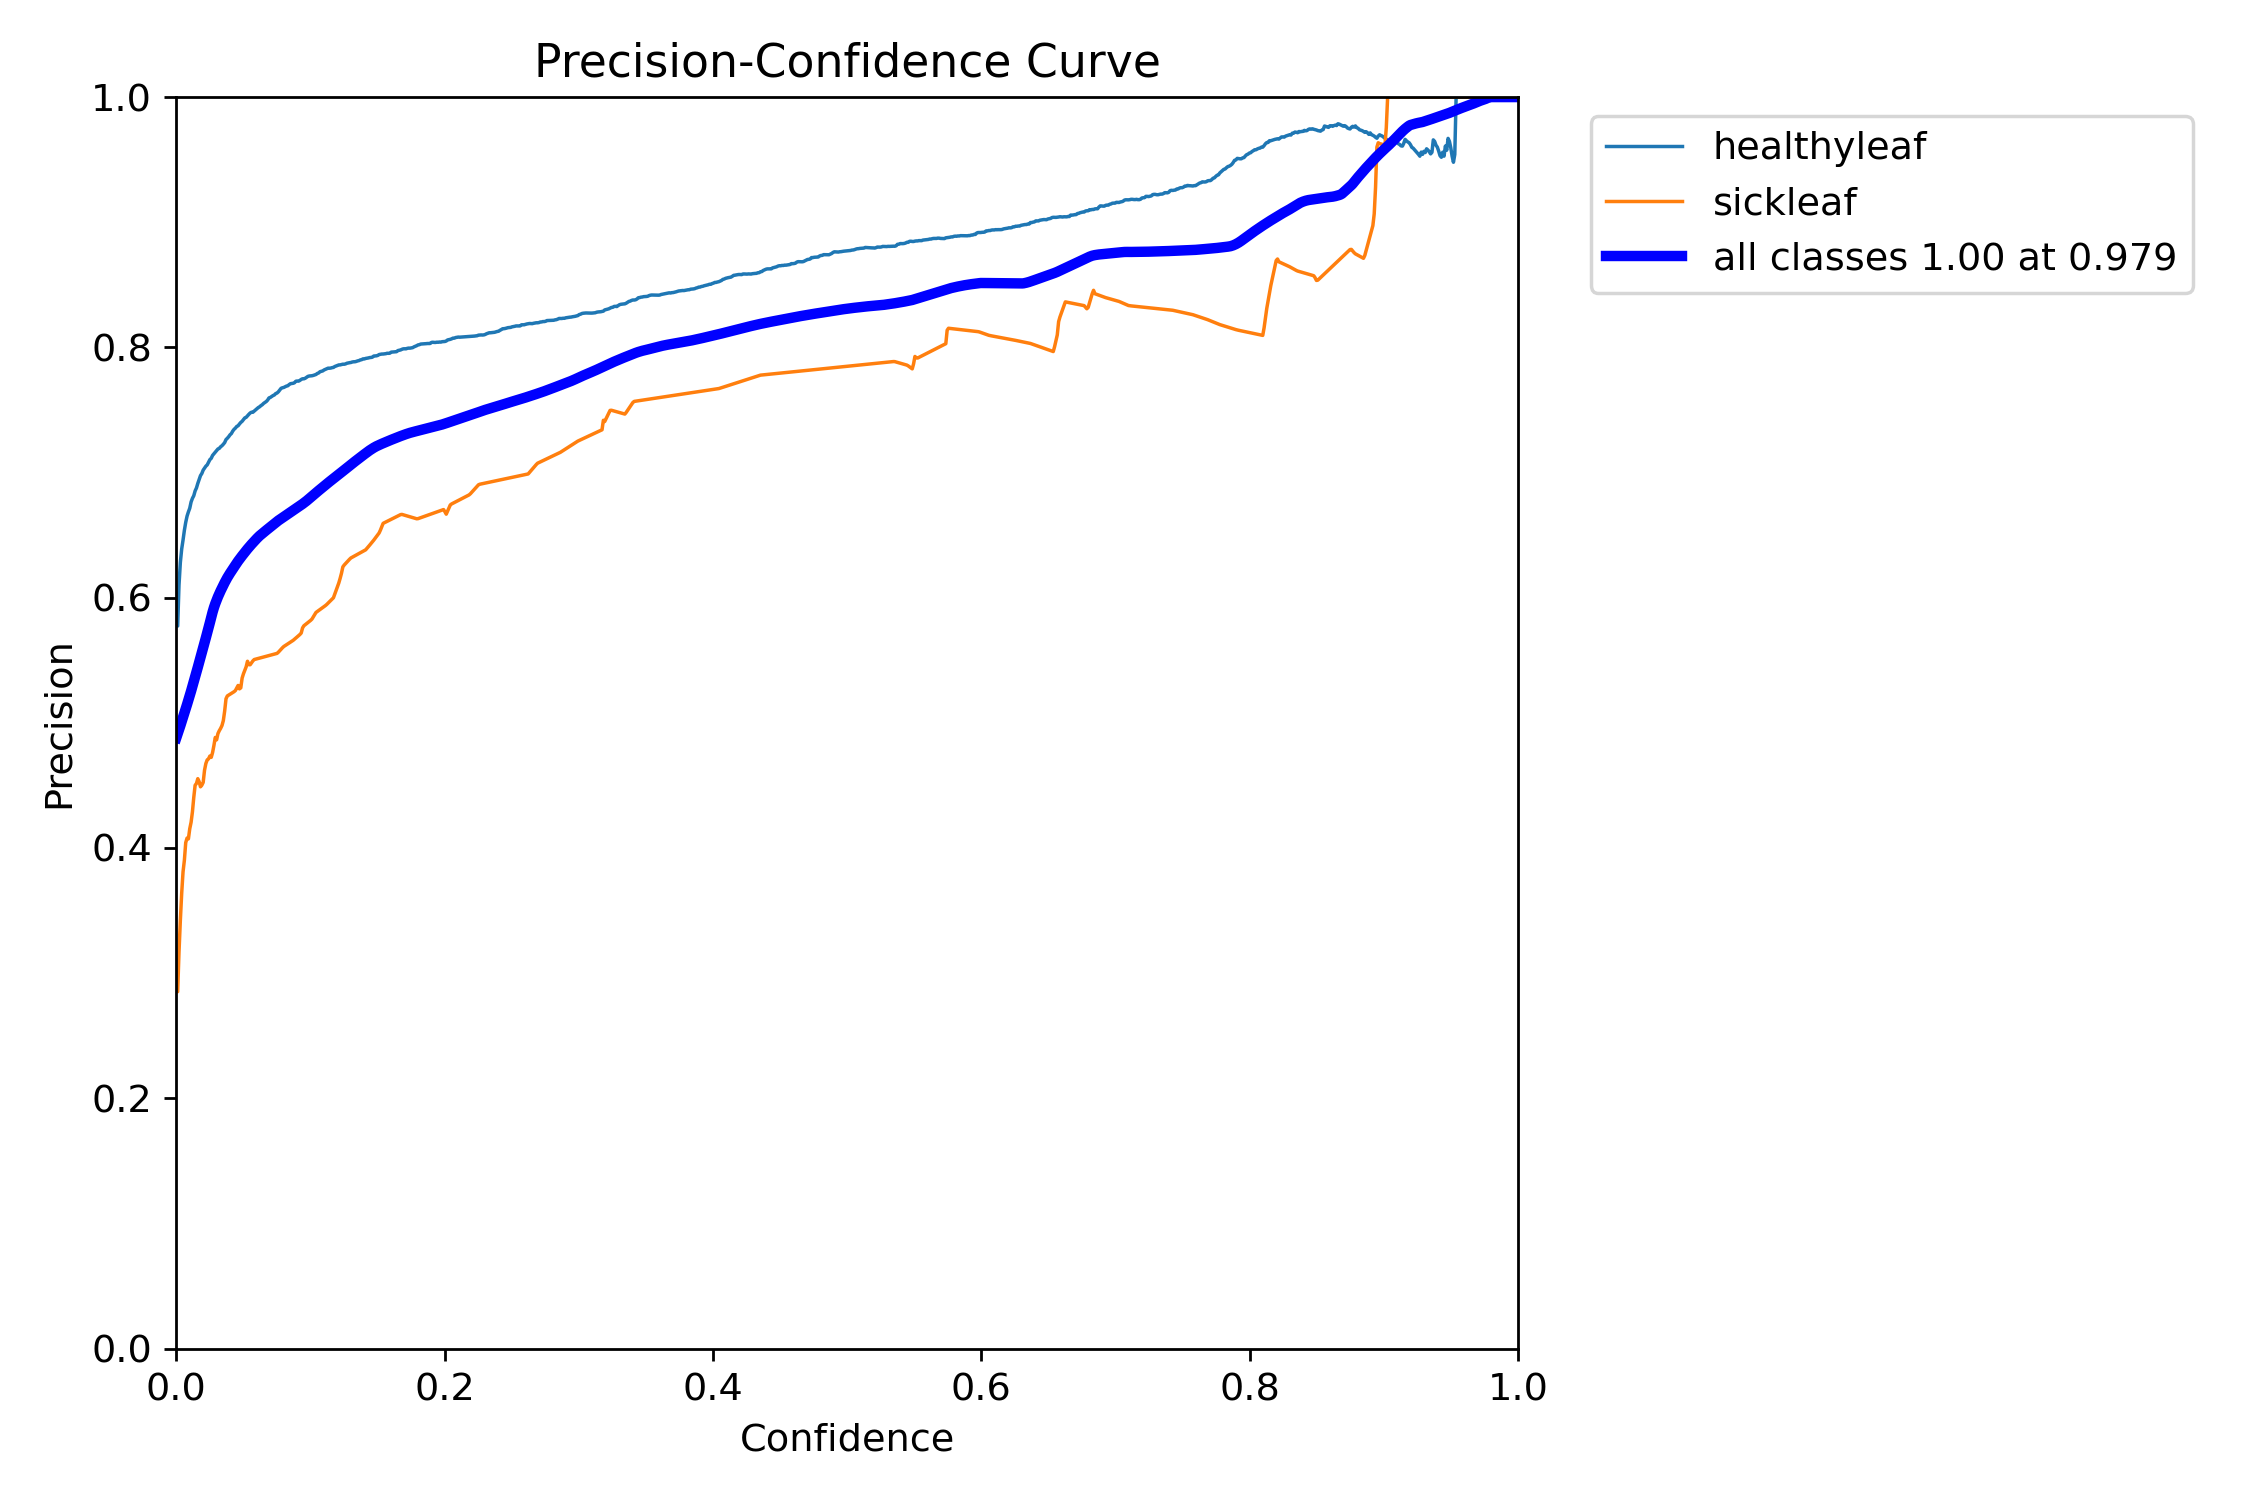 Precision-Confidence Curve
1.0
0.8
0.6
0.4
0.2
0.0
Precision
0.0 0.2 0.4 0.6 0.8 1.0
Confidence
healthyleaf
sickleaf
all classes 1.00 at 0.979